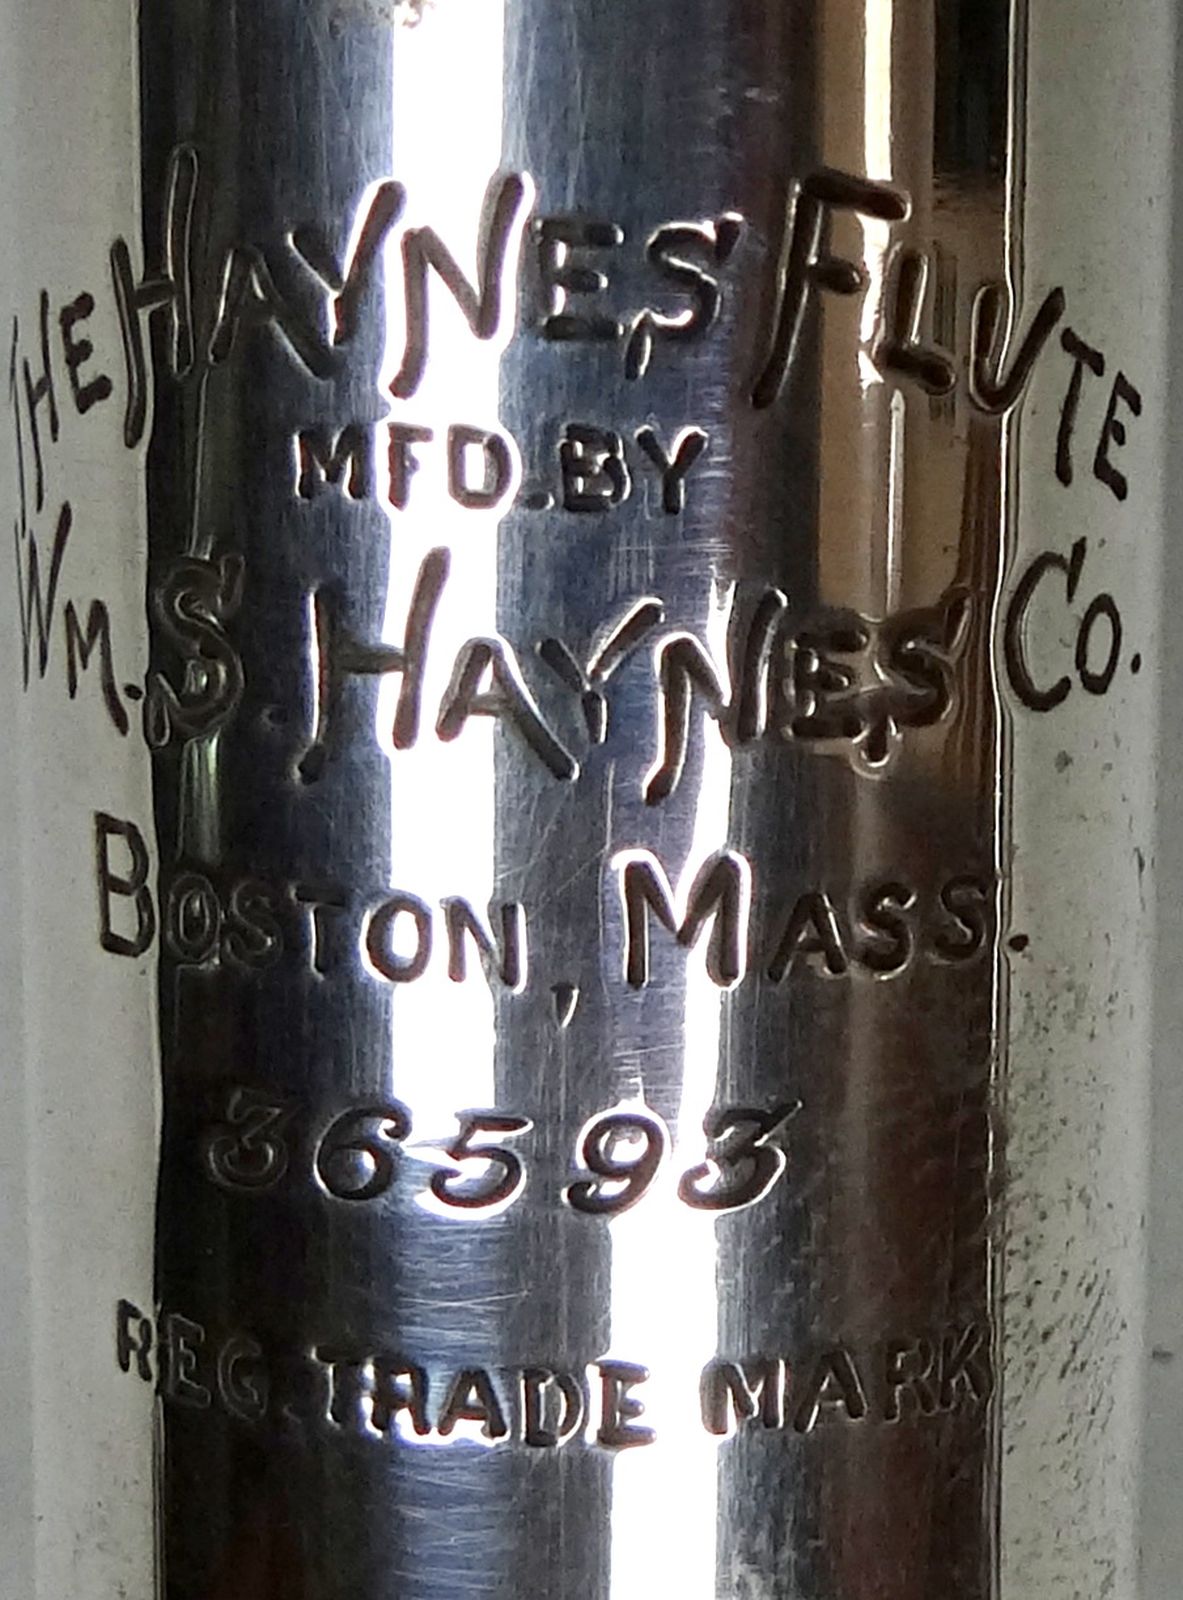 THE HAYNES FLUTE
MFD. BY
WM. S. HAYNES CO.
BOSTON, MASS.
36593
REG. TRADE MARK